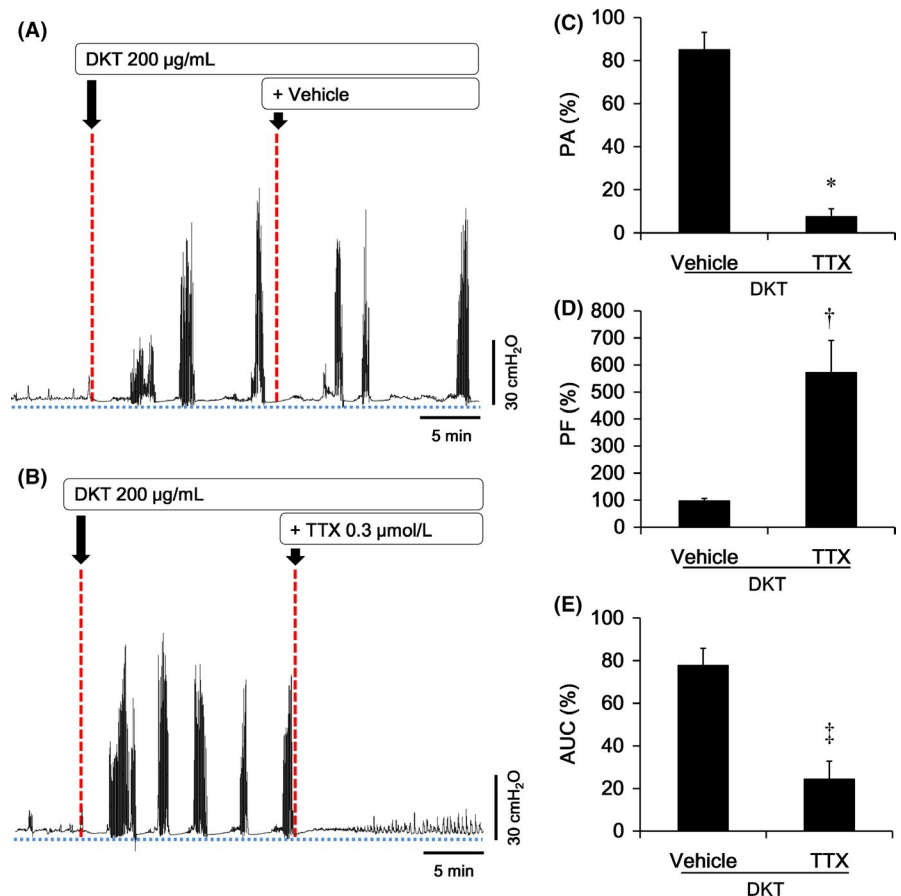 (A)
DKT 200 µg/mL
+ Vehicle
30 cmH₂O
5 min
(B)
DKT 200 µg/mL
+ TTX 0.3 µmol/L
30 cmH₂O
5 min
(C)
PA (%)
100
80
60
40
20
0
*
Vehicle TTX
DKT
(D)
PF (%)
800
700
600
500
400
300
200
100
0
†
Vehicle TTX
DKT
(E)
AUC (%)
100
80
60
40
20
0
‡
Vehicle TTX
DKT